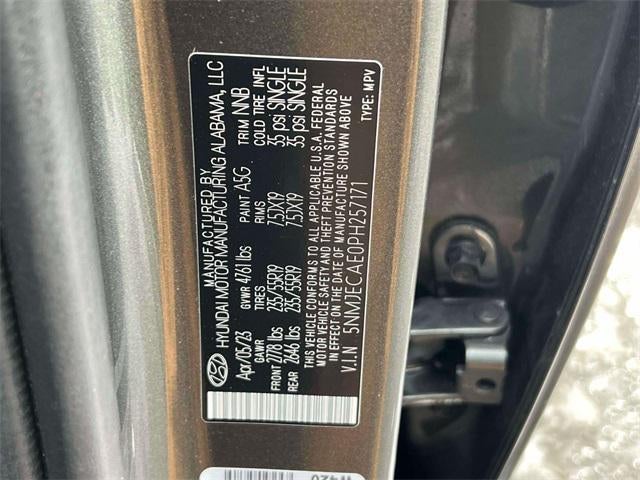 MANUFACTURED BY
HYUNDAI MOTOR MANUFACTURING ALABAMA, LLC
Apr/05/23 GVWR 4761 lbs PAINT A5G TRIM NNB
GAWR TIRES RIMS COLD TIRE INFL
FRONT 2778 lbs 235/55R19 7.5JX19 35 psi SINGLE
REAR 2646 lbs 235/55R19 7.5JX19 35 psi SINGLE
THIS VEHICLE CONFORMS TO ALL APPLICABLE U.S.A. FEDERAL
MOTOR VEHICLE SAFETY AND THEFT PREVENTION STANDARDS
IN EFFECT ON THE DATE OF MANUFACTURE SHOWN ABOVE
V.I.N 5NMJECAE0PH257171 TYPE: MPV